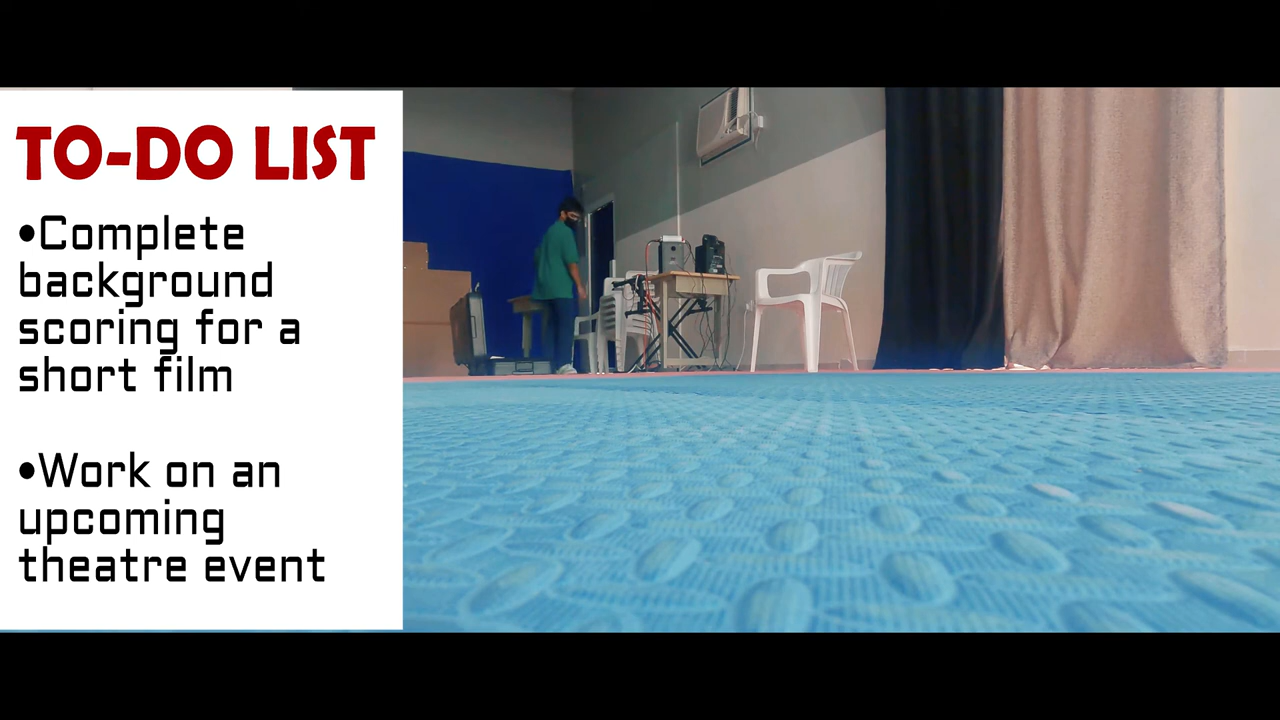 TO-DO LIST
•Complete
background
scoring for a
short film
•Work on an
upcoming
theatre event